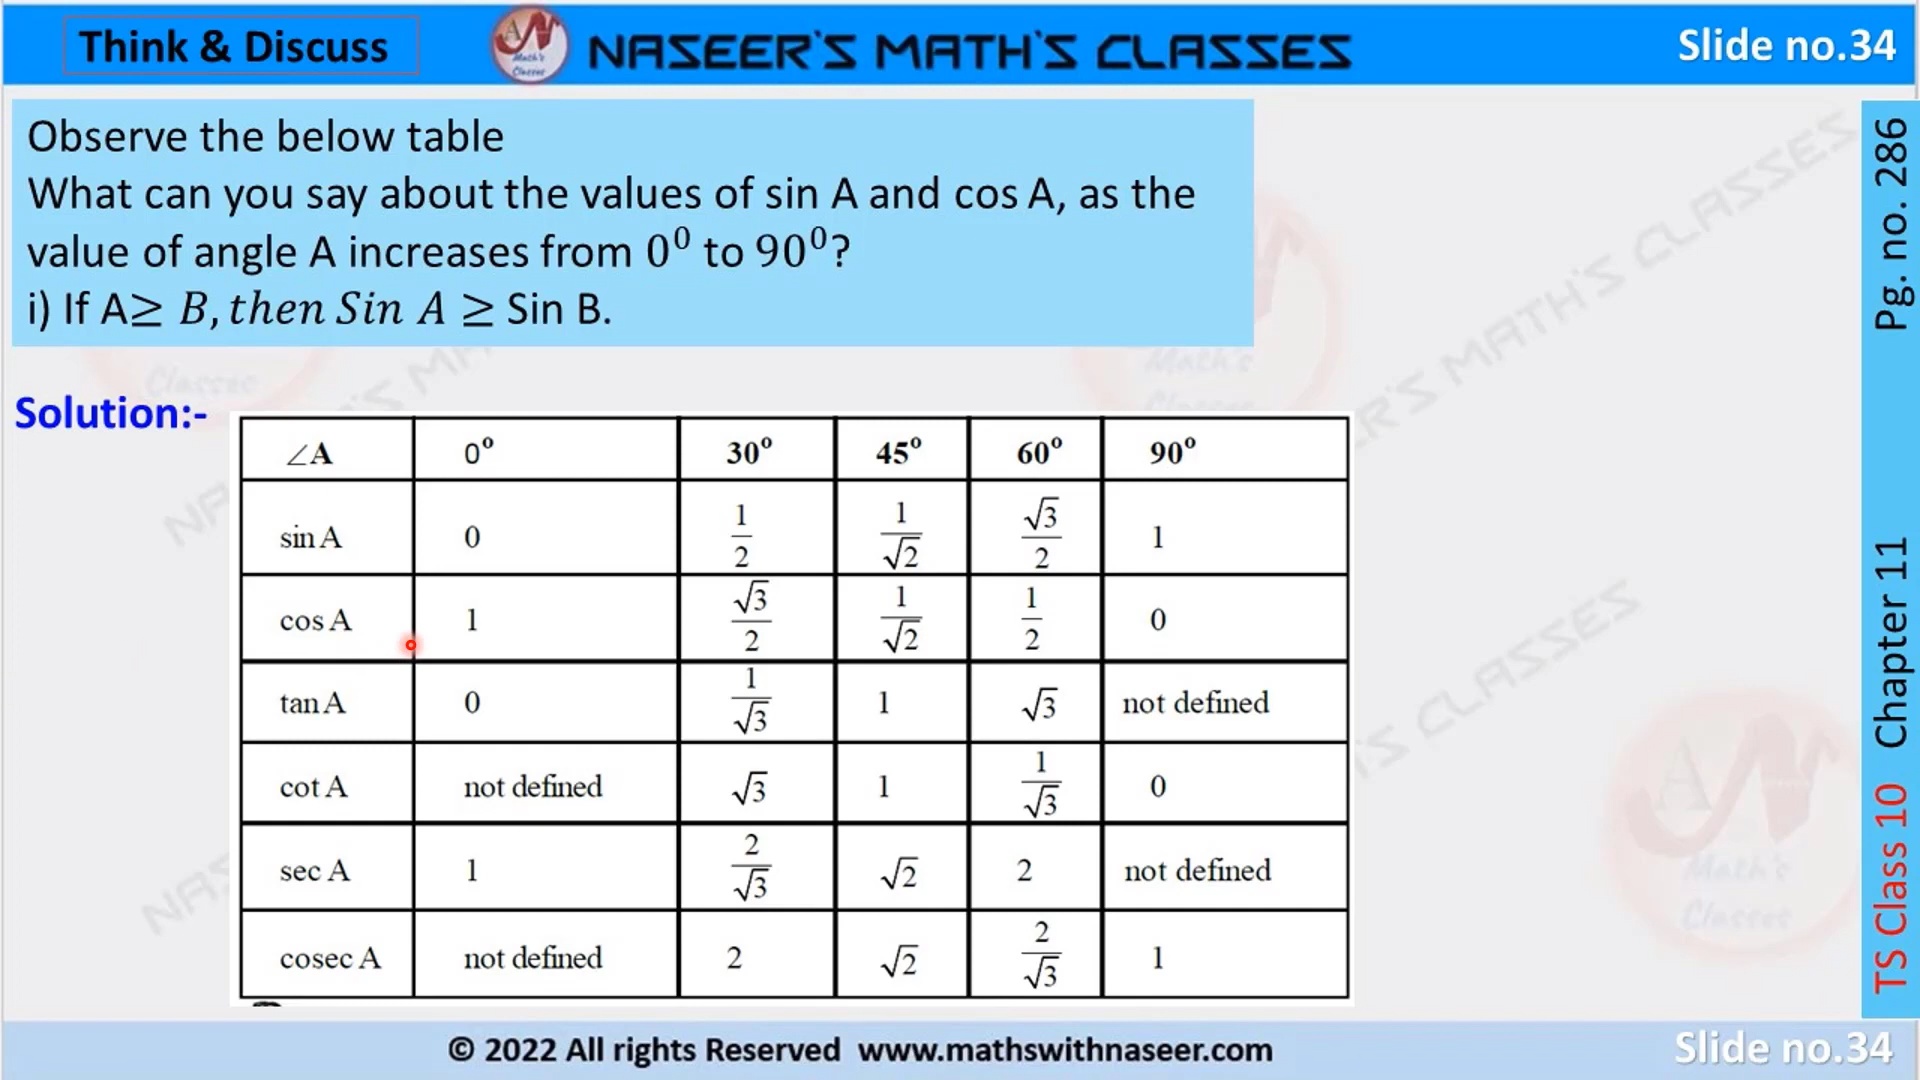 Think & Discuss
A
Math's
Classes
NASEER'S MATH'S CLASSES
Slide no.34
Observe the below table
What can you say about the values of sin A and cos A, as the
value of angle A increases from 0⁰ to 90⁰?
i) If A≥ B, then Sin A ≥ Sin B.
Solution:-
∠A 0° 30° 45° 60° 90°
sin A 0 1/2 1/√2 √3/2 1
cos A 1 √3/2 1/√2 1/2 0
tan A 0 1/√3 1 √3 not defined
cot A not defined √3 1 1/√3 0
sec A 1 2/√3 √2 2 not defined
cosec A not defined 2 √2 2/√3 1
Pg. no. 286
TS Class 10 Chapter 11
© 2022 All rights Reserved www.mathswithnaseer.com
Slide no.34